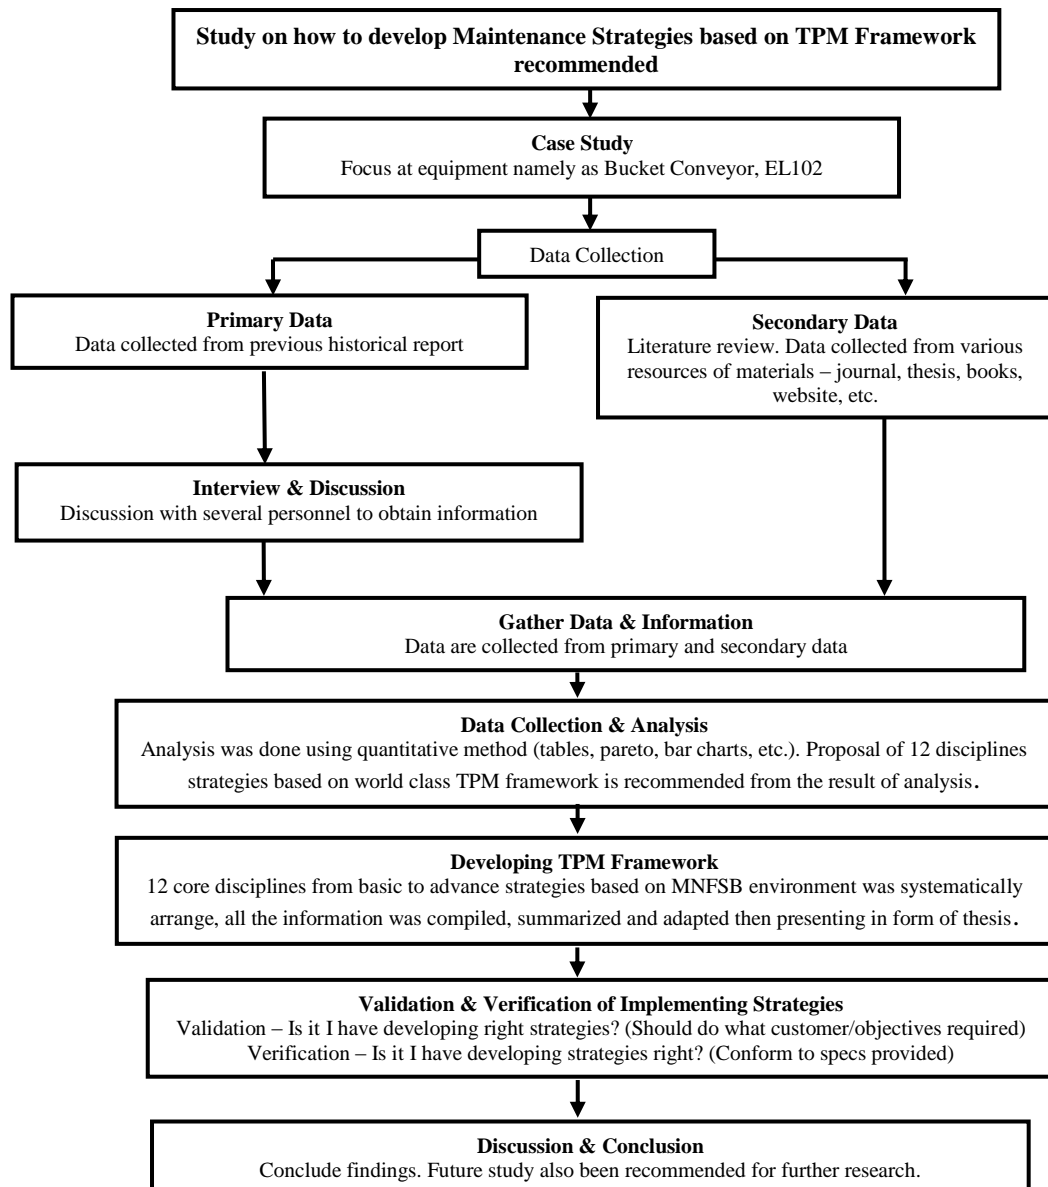 Study on how to develop Maintenance Strategies based on TPM Framework
recommended
Case Study
Focus at equipment namely as Bucket Conveyor, EL102
Data Collection
Primary Data
Data collected from previous historical report
Secondary Data
Literature review. Data collected from various
resources of materials – journal, thesis, books,
website, etc.
Interview & Discussion
Discussion with several personnel to obtain information
Gather Data & Information
Data are collected from primary and secondary data
Data Collection & Analysis
Analysis was done using quantitative method (tables, pareto, bar charts, etc.). Proposal of 12 disciplines
strategies based on world class TPM framework is recommended from the result of analysis.
Developing TPM Framework
12 core disciplines from basic to advance strategies based on MNFSB environment was systematically
arrange, all the information was compiled, summarized and adapted then presenting in form of thesis.
Validation & Verification of Implementing Strategies
Validation – Is it I have developing right strategies? (Should do what customer/objectives required)
Verification – Is it I have developing strategies right? (Conform to specs provided)
Discussion & Conclusion
Conclude findings. Future study also been recommended for further research.